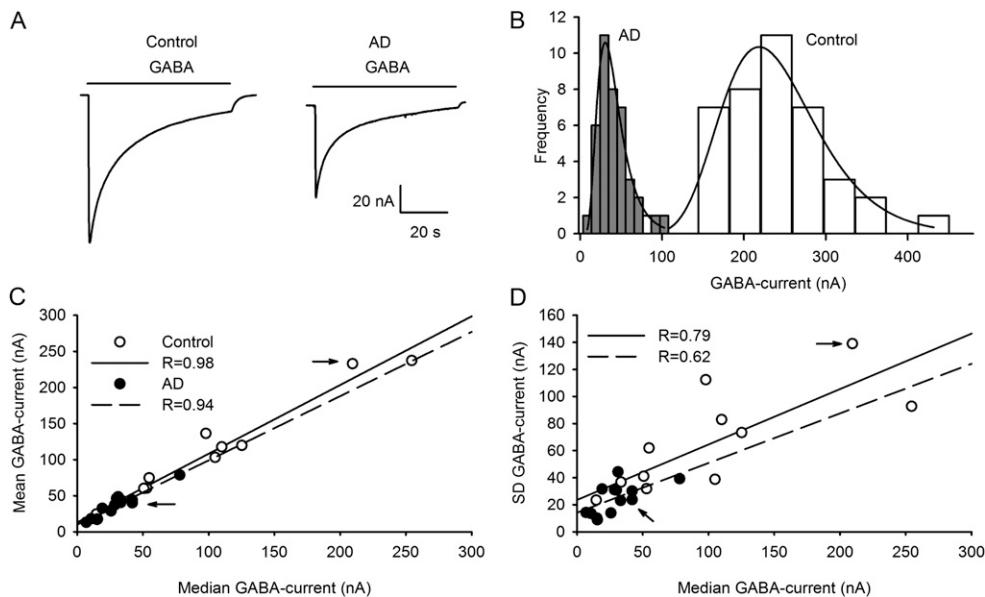 A
Control
GABA
AD
GABA
20 nA
20 s
B
12
10
8
6
4
2
0
Frequency
AD
Control
0
100
200
300
400
GABA-current (nA)
C
300
250
200
150
100
50
0
Mean GABA-current (nA)
Control
R=0.98
AD
R=0.94
0
50
100
150
200
250
300
Median GABA-current (nA)
D
160
140
120
100
80
60
40
20
0
SD GABA-current (nA)
R=0.79
R=0.62
0
50
100
150
200
250
300
Median GABA-current (nA)